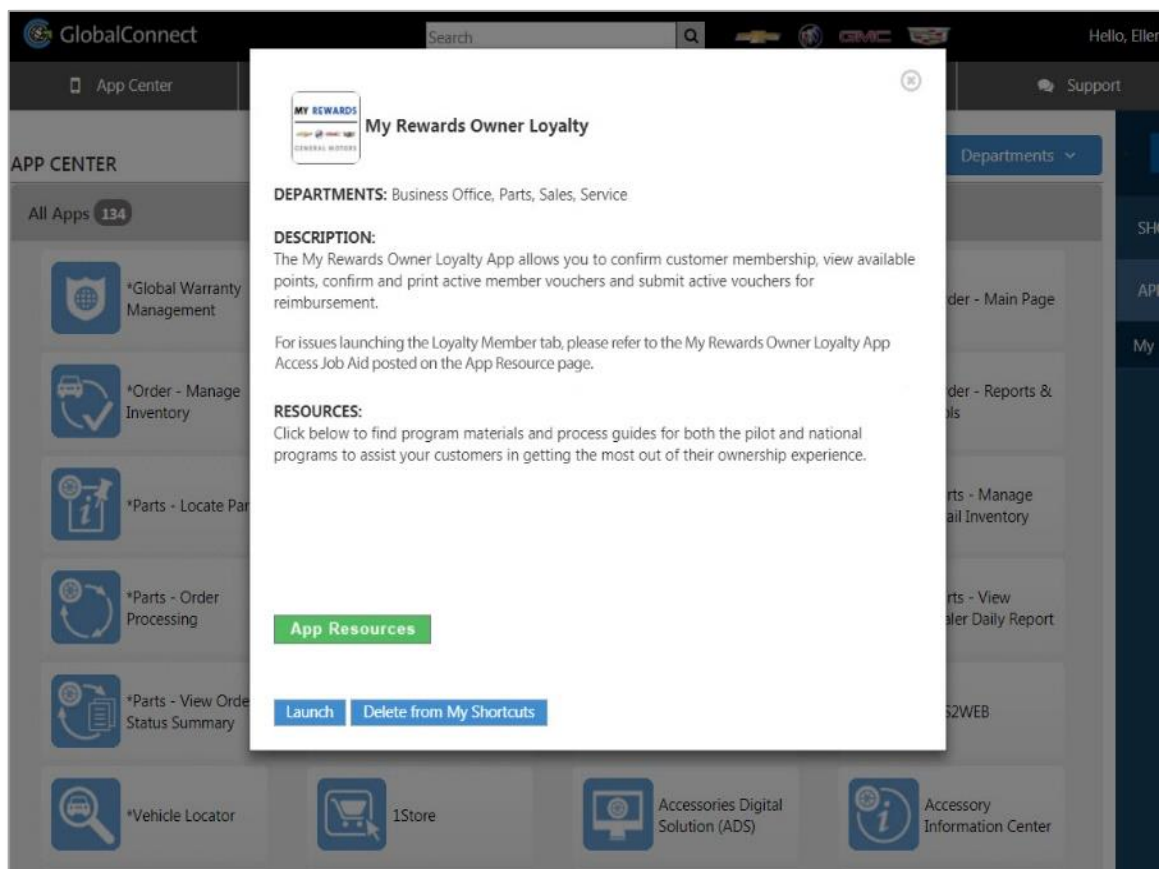 GlobalConnect
Search
GMC
Hello, Ellen
App Center
Support
MY REWARDS
GENERAL MOTORS
My Rewards Owner Loyalty
APP CENTER
Departments
All Apps 134
DEPARTMENTS: Business Office, Parts, Sales, Service
DESCRIPTION:
The My Rewards Owner Loyalty App allows you to confirm customer membership, view available
points, confirm and print active member vouchers and submit active vouchers for
reimbursement.
For issues launching the Loyalty Member tab, please refer to the My Rewards Owner Loyalty App
Access Job Aid posted on the App Resource page.
RESOURCES:
Click below to find program materials and process guides for both the pilot and national
programs to assist your customers in getting the most out of their ownership experience.
App Resources
Launch
Delete from My Shortcuts
*Global Warranty
Management
der - Main Page
SH
AP
My
*Order - Manage
Inventory
der - Reports &
ols
*Parts - Locate Par
rts - Manage
ail Inventory
*Parts - Order
Processing
rts - View
aler Daily Report
*Parts - View Orde
Status Summary
S2WEB
*Vehicle Locator
1Store
Accessories Digital
Solution (ADS)
Accessory
Information Center